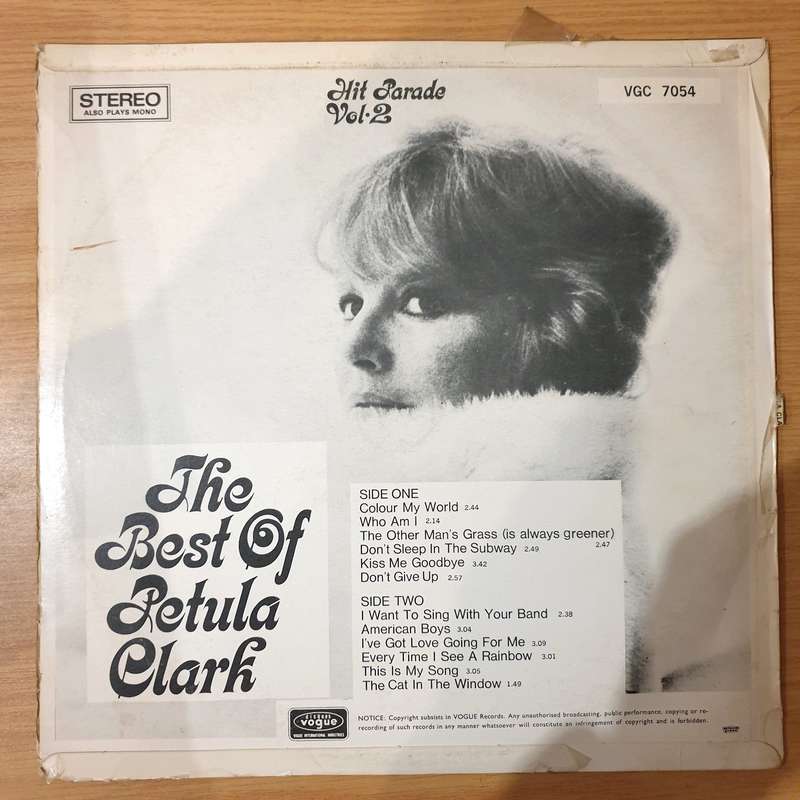 STEREO
ALSO PLAYS MONO
Hit Parade
Vol·2
VGC 7054
The
Best Of
Petula
Clark
SIDE ONE
Colour My World 2.44
Who Am I 2.14
The Other Man's Grass (is always greener)
2.47
Don't Sleep In The Subway 2.49
Kiss Me Goodbye 3.42
Don't Give Up 2.57
SIDE TWO
I Want To Sing With Your Band 2.38
American Boys 3.04
I've Got Love Going For Me 3.09
Every Time I See A Rainbow 3.01
This Is My Song 3.05
The Cat In The Window 1.49
disques
vogue
VOGUE INTERNATIONAL INDUSTRIES
NOTICE: Copyright subsists in VOGUE Records. Any unauthorised broadcasting, public performance, copying or re-
recording of such records in any manner whatsoever will constitute an infringement of copyright and is forbidden.